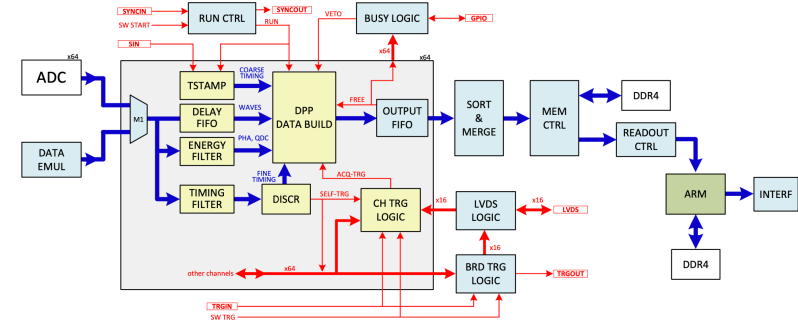 SYNCIN
SW START
RUN CTRL
SYNCOUT
RUN
SIN
VETO
BUSY LOGIC
GPIO
x64
x64
x64
ADC
DATA
EMUL
M1
TSTAMP
COARSE
TIMING
DELAY
FIFO
WAVES
ENERGY
FILTER
PHA, QDC
TIMING
FILTER
DISCR
FINE
TIMING
SELF-TRG
DPP
DATA BUILD
FREE
ACQ-TRG
OUTPUT
FIFO
CH TRG
LOGIC
SORT
&
MERGE
MEM
CTRL
DDR4
READOUT
CTRL
ARM
INTERF
DDR4
x16
LVDS
LOGIC
x16
LVDS
x16
BRD TRG
LOGIC
TRGOUT
other channels
x64
TRGIN
SW TRG